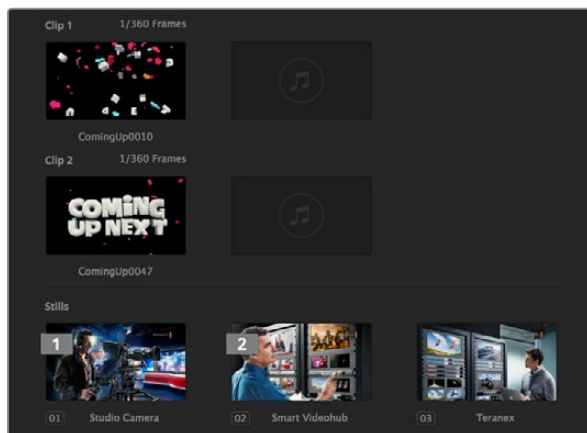 Clip 1 1/360 Frames
ComingUp0010
Clip 2 1/360 Frames
COMING
UP NEXT
ComingUp0047
Stills
1 2
01 Studio Camera 02 Smart Videohub 03 Teranex